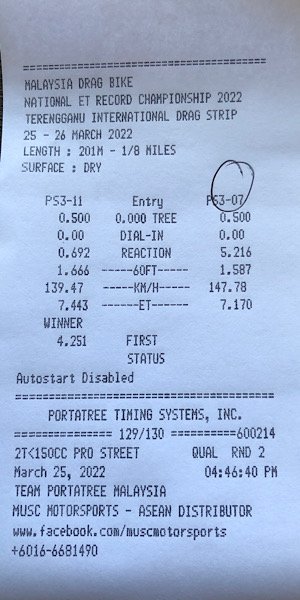 ==========================================
MALAYSIA DRAG BIKE
NATIONAL ET RECORD CHAMPIONSHIP 2022
TERENGGANU INTERNATIONAL DRAG STRIP
25 - 26 MARCH 2022
LENGTH : 201M - 1/8 MILES
SURFACE : DRY
PS3-11 Entry PS3-07
0.500 0.000 TREE 0.500
0.00 DIAL-IN 0.00
0.692 REACTION 5.216
1.666 -----60FT------ 1.587
139.47 ------KM/H----- 147.78
7.443 ------ET------ 7.170
WINNER
4.251 FIRST
STATUS
Autostart Disabled
==========================================
PORTATREE TIMING SYSTEMS, INC.
=============== 129/130 ==========600214
2T<150CC PRO STREET QUAL RND 2
March 25, 2022 04:46:40 PM
TEAM PORTATREE MALAYSIA
MUSC MOTORSPORTS - ASEAN DISTRIBUTOR
www.facebook.com/muscmotorsports
+6016-6681490